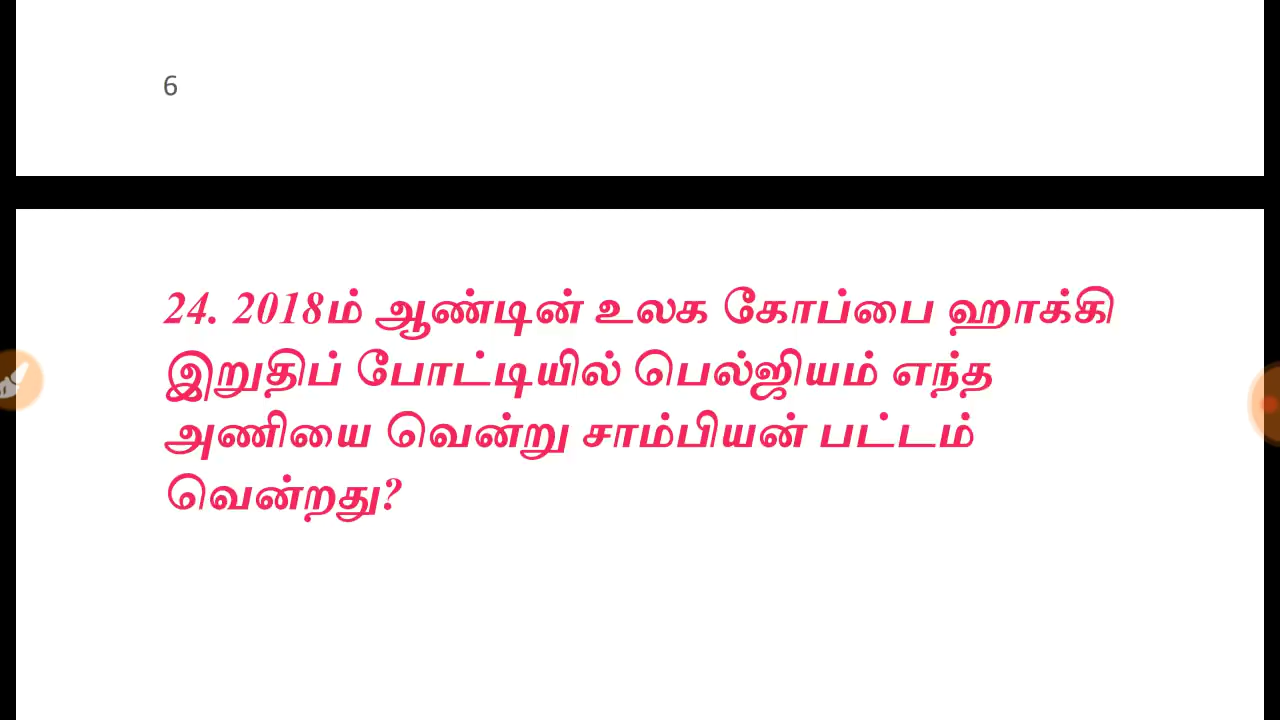 6
24. 2018ம் ஆண்டின் உலக கோப்பை ஹாக்கி
இறுதிப் போட்டியில் பெல்ஜியம் எந்த
அணியை வென்று சாம்பியன் பட்டம்
வென்றது?